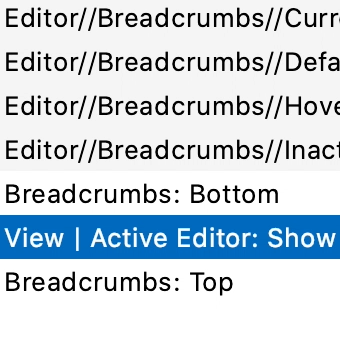 Editor//Breadcrumbs//Curr
Editor//Breadcrumbs//Defa
Editor//Breadcrumbs//Hove
Editor//Breadcrumbs//Inact
Breadcrumbs: Bottom
View | Active Editor: Show
Breadcrumbs: Top